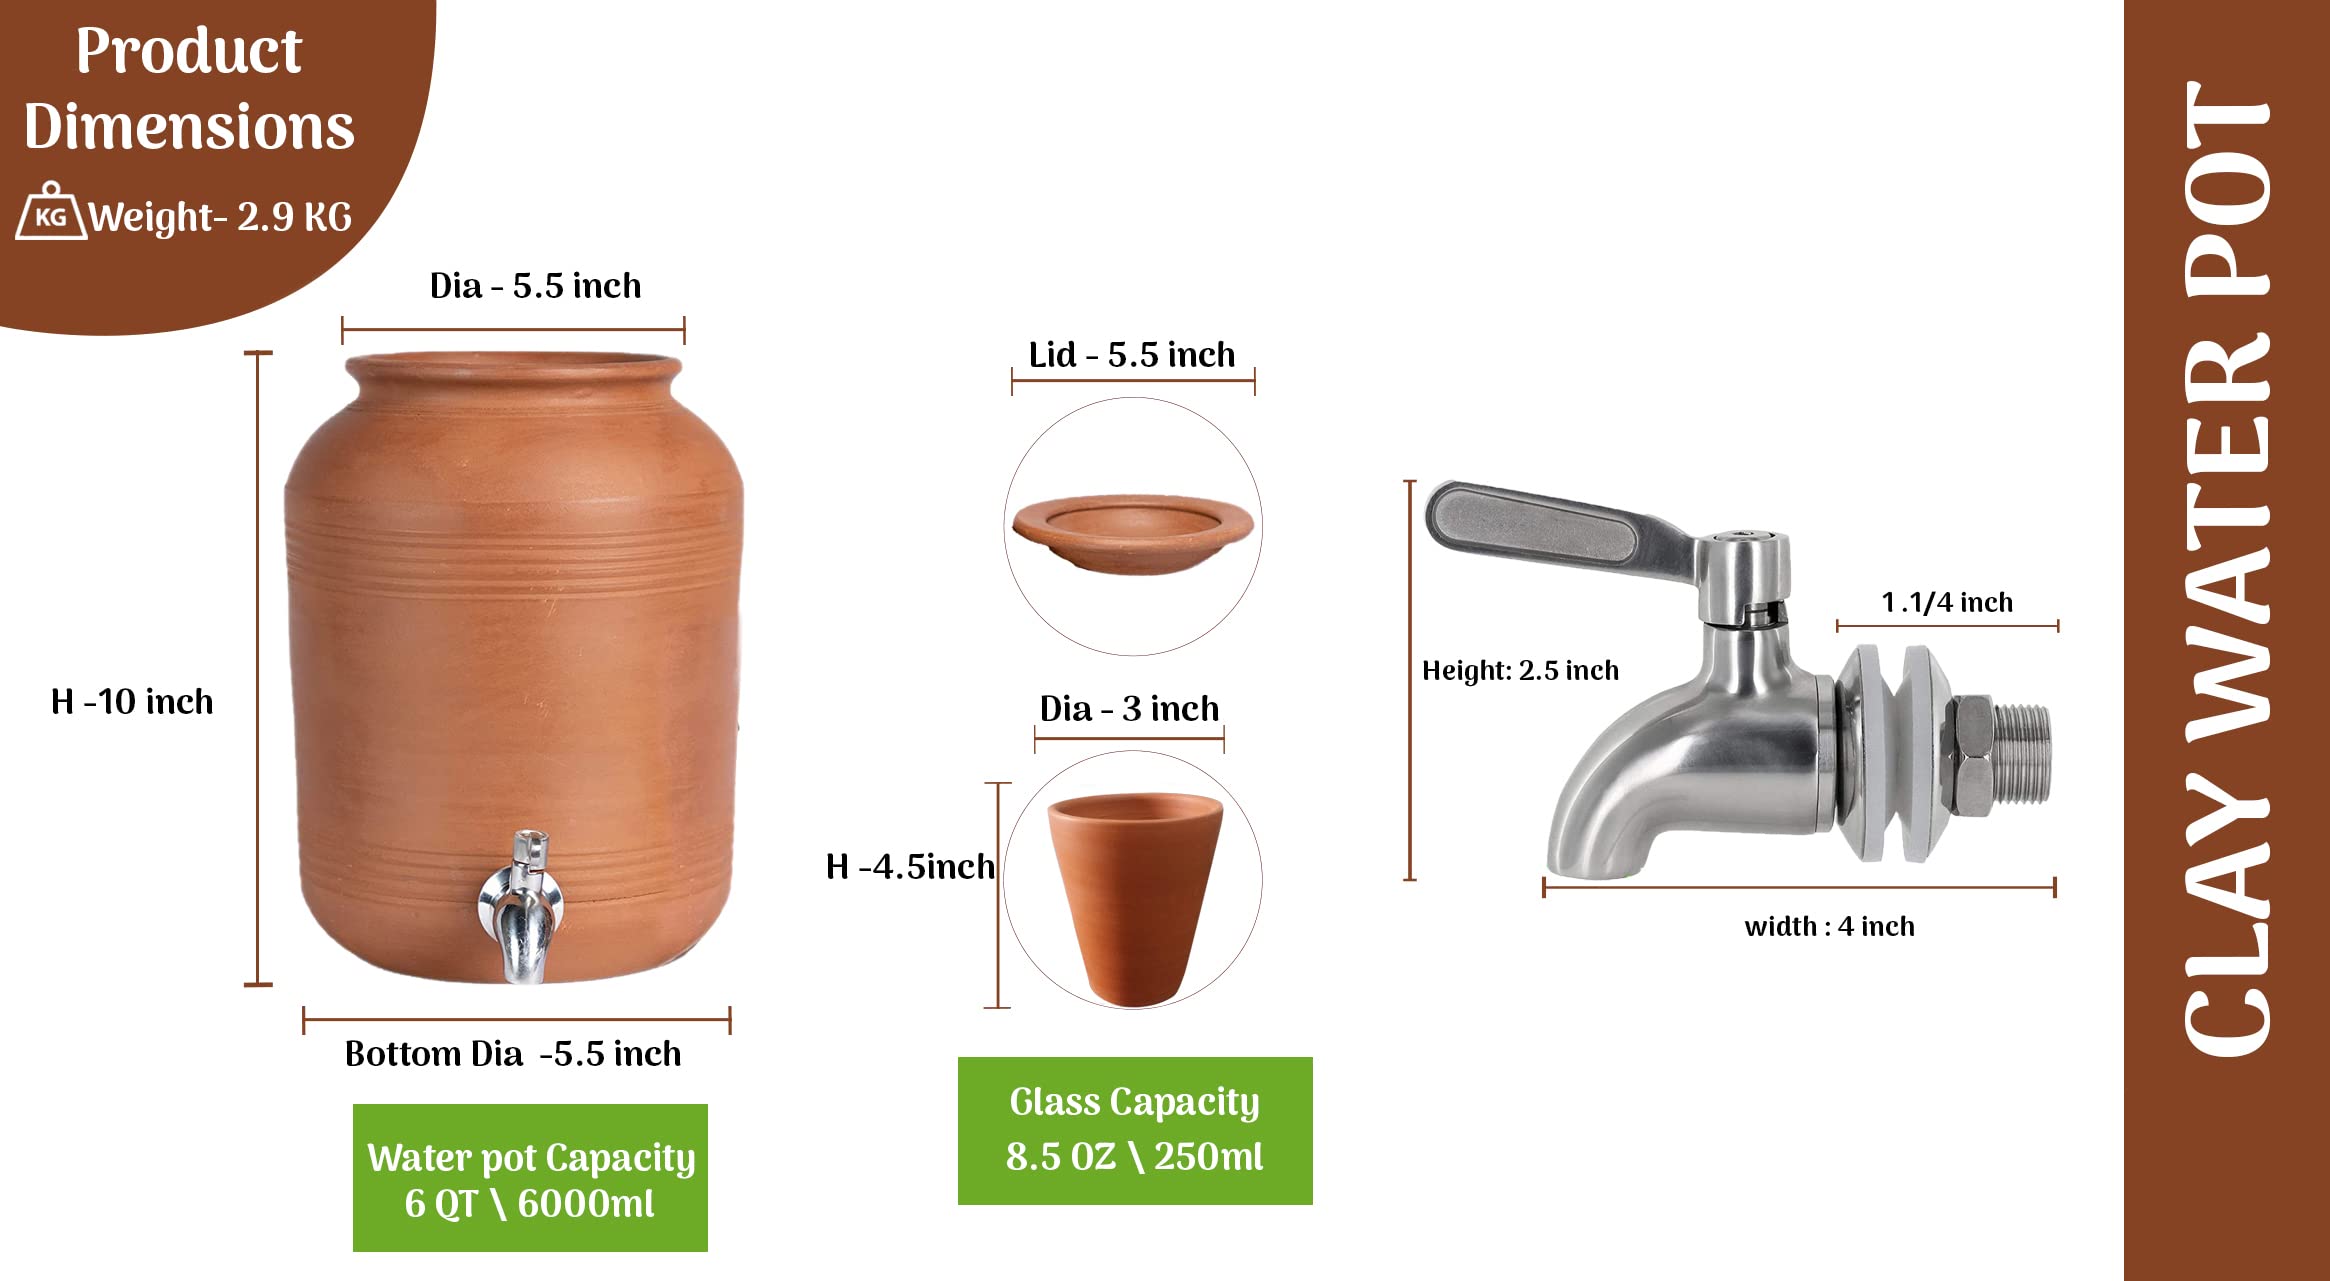 Product
Dimensions
KG
Weight- 2.9 KG
Dia - 5.5 inch
H -10 inch
Bottom Dia -5.5 inch
Water pot Capacity
6 QT \ 6000ml
Lid - 5.5 inch
Dia - 3 inch
H -4.5inch
Glass Capacity
8.5 OZ \ 250ml
Height: 2.5 inch
1.1/4 inch
width : 4 inch
CLAY WATER POT